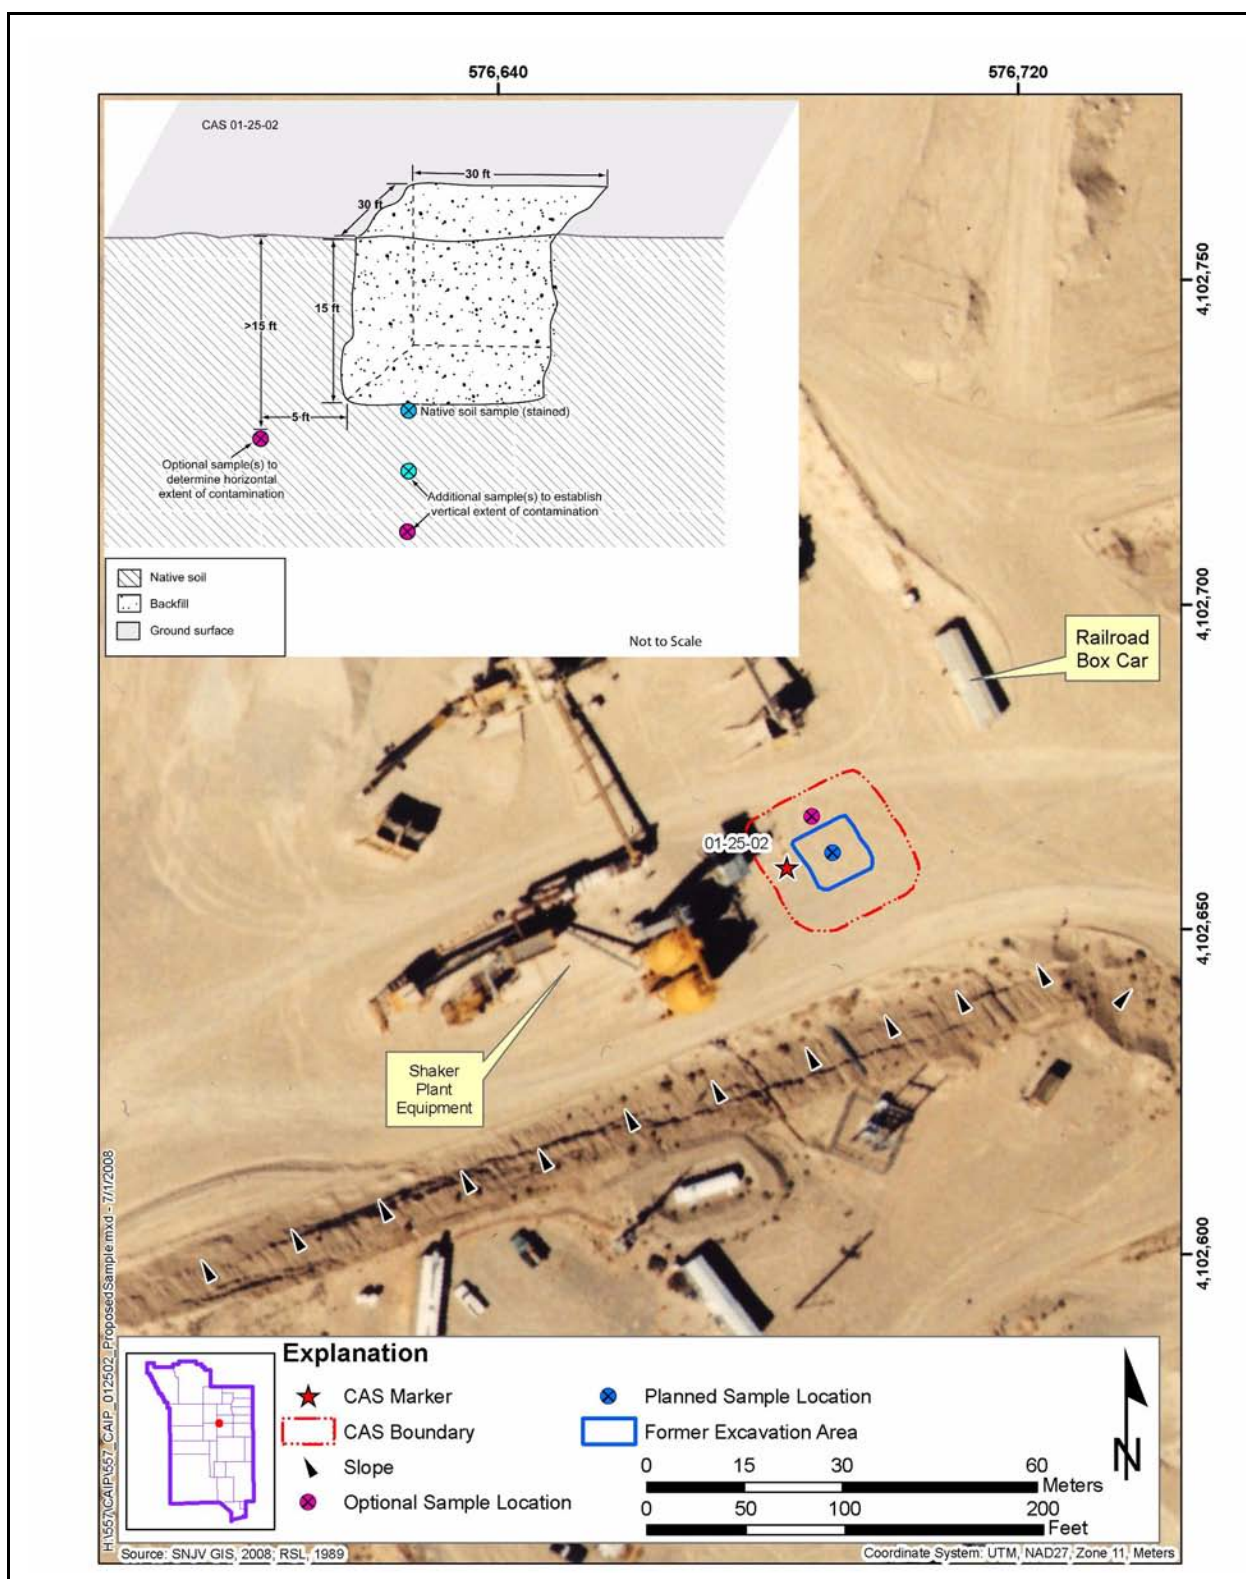 576,640
576,720
CAS 01-25-02
30 ft
30 ft
>15 ft
15 ft
5 ft
Native soil sample (stained)
Optional sample(s) to
determine horizontal
extent of contamination
Additional sample(s) to establish
vertical extent of contamination
Native soil
Backfill
Ground surface
Not to Scale
4,102,750
4,102,700
4,102,650
4,102,600
Railroad
Box Car
01-25-02
Shaker
Plant
Equipment
H:\557\CAIP\557_CAIP_012502_ProposedSample.mxd - 7/1/2008
Explanation
CAS Marker
CAS Boundary
Slope
Optional Sample Location
Planned Sample Location
Former Excavation Area
0 15 30 60
Meters
0 50 100 200
Feet
N
Source: SNJV GIS, 2008; RSL, 1989
Coordinate System: UTM, NAD27, Zone 11, Meters